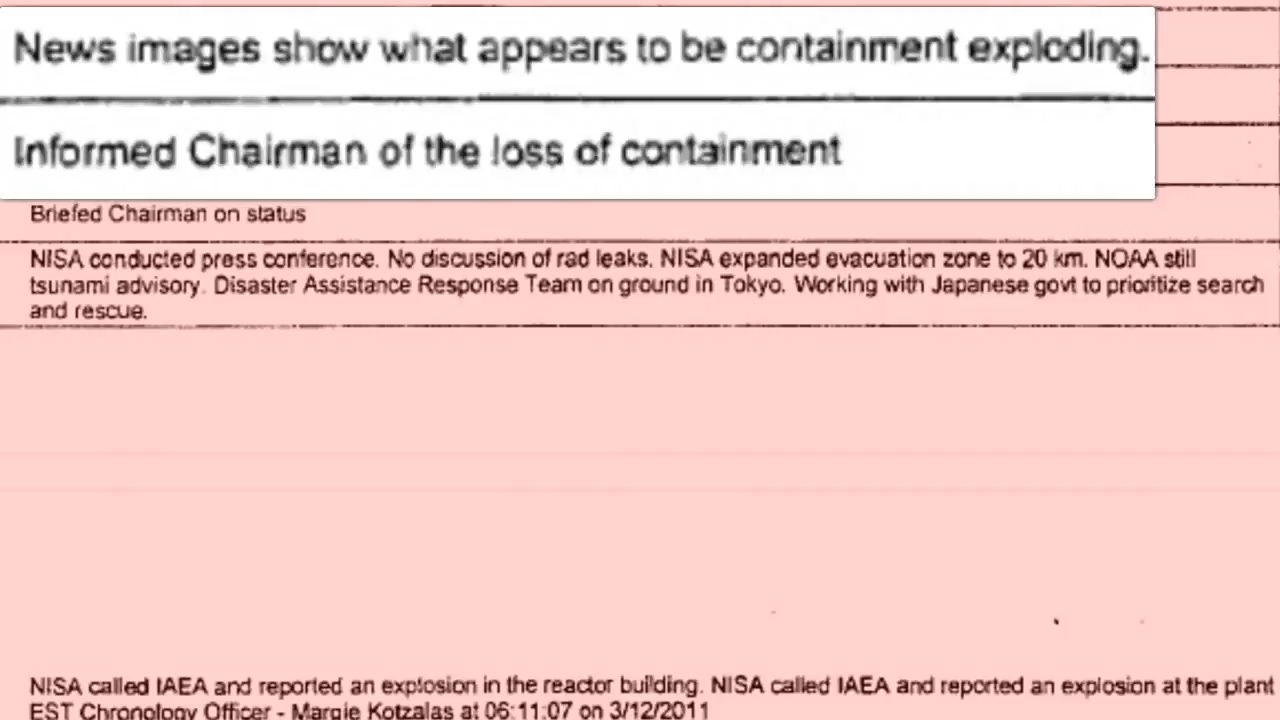 News images show what appears to be containment exploding.
Informed Chairman of the loss of containment
Briefed Chairman on status
NISA conducted press conference. No discussion of rad leaks. NISA expanded evacuation zone to 20 km. NOAA still
tsunami advisory. Disaster Assistance Response Team on ground in Tokyo. Working with Japanese govt to prioritize search
and rescue.
NISA called IAEA and reported an explosion in the reactor building. NISA called IAEA and reported an explosion at the plant
EST Chronology Officer - Margie Kotzalas at 06:11:07 on 3/12/2011